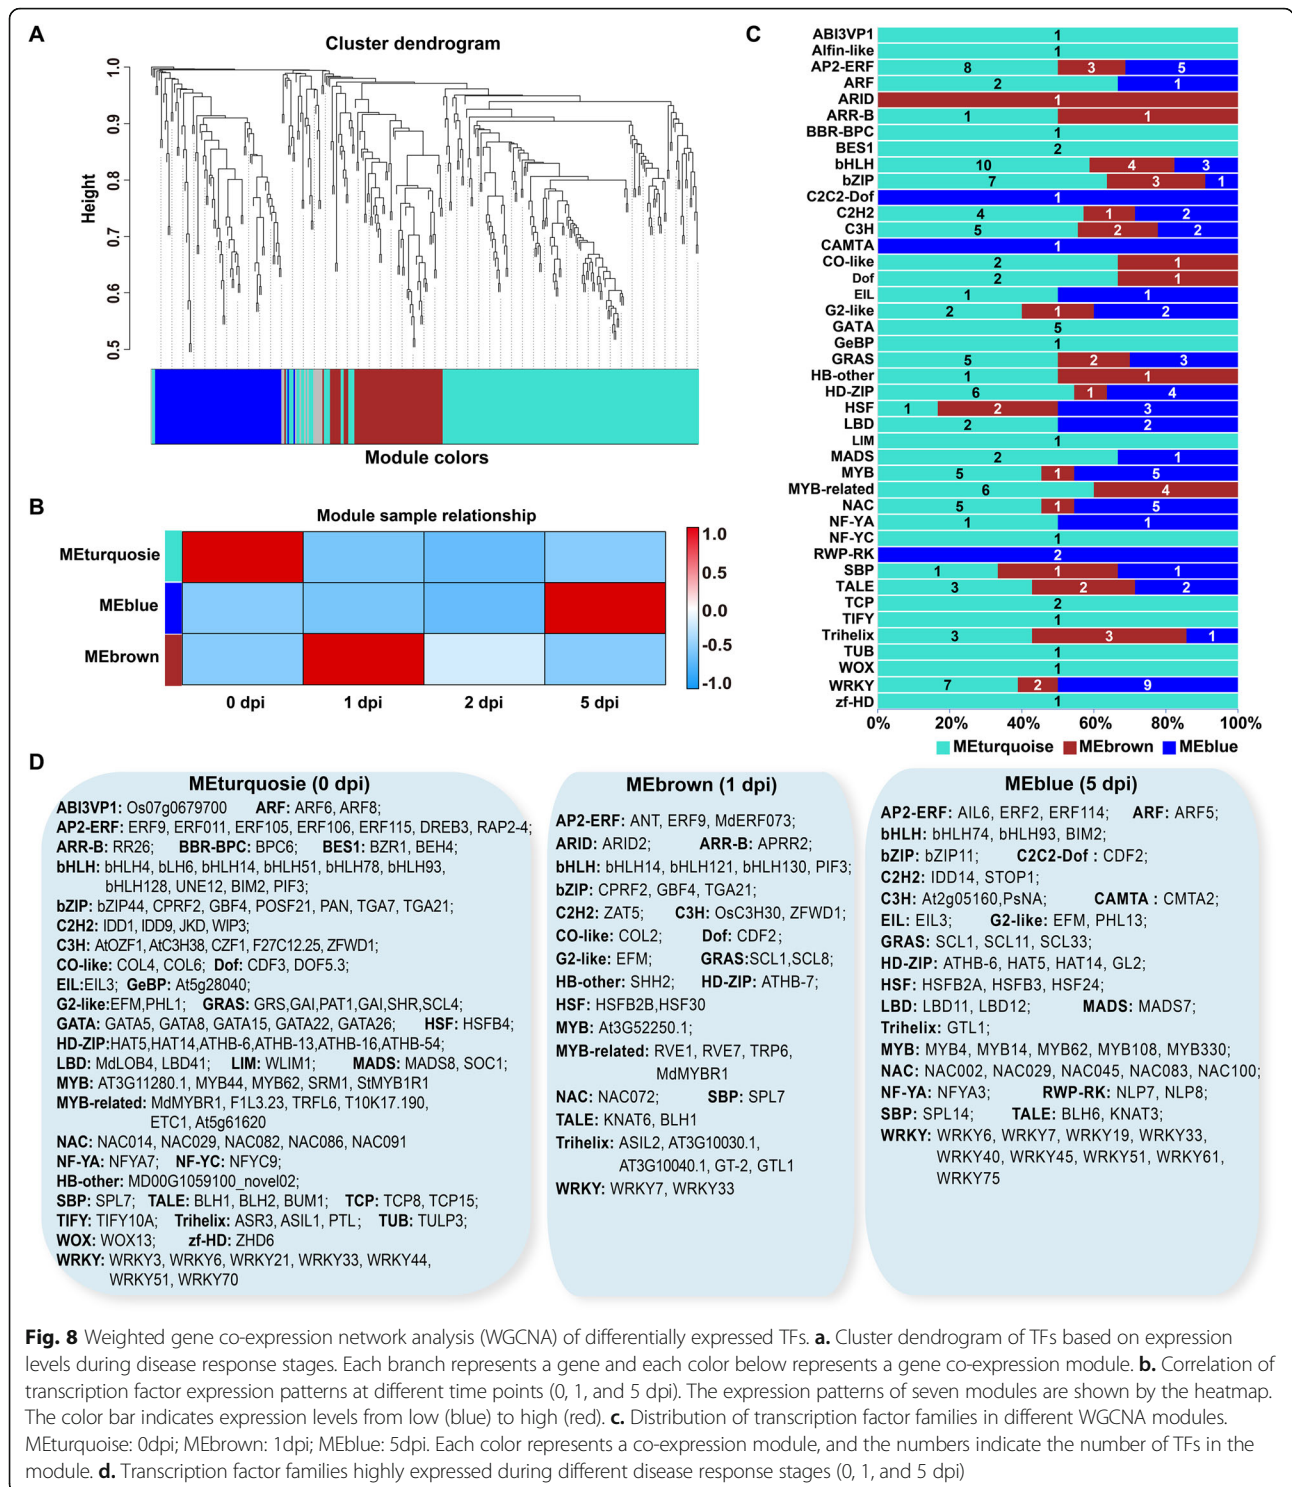 A
Cluster dendrogram
Height
1.0
0.9
0.8
0.7
0.6
0.5
Module colors
B
Module sample relationship
MEturquosie
MEblue
MEbrown
0 dpi 1 dpi 2 dpi 5 dpi
1.0
0.5
0.0
-0.5
-1.0
C
ABI3VP1 1
Alfin-like 1
AP2-ERF 8 3 5
ARF 2 1
ARID 1
ARR-B 1 1
BBR-BPC 1
BES1 2
bHLH 10 4 3
bZIP 7 3 1
C2C2-Dof 1
C2H2 4 1 2
C3H 5 2 2
CAMTA 1
CO-like 2 1
Dof 2 1
EIL 1 1
G2-like 2 1 2
GATA 5
GeBP 1
GRAS 5 2 3
HB-other 1 1
HD-ZIP 6 1 4
HSF 1 2 3
LBD 2 2
LIM 1
MADS 2 1
MYB 5 1 5
MYB-related 6 4
NAC 5 1 5
NF-YA 1 1
NF-YC 1
RWP-RK 2
SBP 1 1 1
TALE 3 2 2
TCP 2
TIFY 1
Trihelix 3 3 1
TUB 1
WOX 1
WRKY 7 2 9
zf-HD 1
0% 20% 40% 60% 80% 100%
MEturquoise MEbrown MEblue
D
MEturquosie (0 dpi)
ABI3VP1: Os07g0679700 ARF: ARF6, ARF8;
AP2-ERF: ERF9, ERF011, ERF105, ERF106, ERF115, DREB3, RAP2-4;
ARR-B: RR26; BBR-BPC: BPC6; BES1: BZR1, BEH4;
bHLH: bHLH4, bLH6, bHLH14, bHLH51, bHLH78, bHLH93,
bHLH128, UNE12, BIM2, PIF3;
bZIP: bZIP44, CPRF2, GBF4, POSF21, PAN, TGA7, TGA21;
C2H2: IDD1, IDD9, JKD, WIP3;
C3H: AtOZF1, AtC3H38, CZF1, F27C12.25, ZFWD1;
CO-like: COL4, COL6; Dof: CDF3, DOF5.3;
EIL:EIL3; GeBP: At5g28040;
G2-like:EFM,PHL1; GRAS: GRS,GAI,PAT1,GAI,SHR,SCL4;
GATA: GATA5, GATA8, GATA15, GATA22, GATA26; HSF: HSFB4;
HD-ZIP:HAT5,HAT14,ATHB-6,ATHB-13,ATHB-16,ATHB-54;
LBD: MdLOB4, LBD41; LIM: WLIM1; MADS: MADS8, SOC1;
MYB: AT3G11280.1, MYB44, MYB62, SRM1, StMYB1R1
MYB-related: MdMYBR1, F1L3.23, TRFL6, T10K17.190,
ETC1, At5g61620
NAC: NAC014, NAC029, NAC082, NAC086, NAC091
NF-YA: NFYA7; NF-YC: NFYC9;
HB-other: MD00G1059100_novel02;
SBP: SPL7; TALE: BLH1, BLH2, BUM1; TCP: TCP8, TCP15;
TIFY: TIFY10A; Trihelix: ASR3, ASIL1, PTL; TUB: TULP3;
WOX: WOX13; zf-HD: ZHD6
WRKY: WRKY3, WRKY6, WRKY21, WRKY33, WRKY44,
WRKY51, WRKY70
MEbrown (1 dpi)
AP2-ERF: ANT, ERF9, MdERF073;
ARID: ARID2; ARR-B: APRR2;
bHLH: bHLH14, bHLH121, bHLH130, PIF3;
bZIP: CPRF2, GBF4, TGA21;
C2H2: ZAT5; C3H: OsC3H30, ZFWD1;
CO-like: COL2; Dof: CDF2;
G2-like: EFM; GRAS:SCL1,SCL8;
HB-other: SHH2; HD-ZIP: ATHB-7;
HSF: HSFB2B,HSF30
MYB: At3G52250.1;
MYB-related: RVE1, RVE7, TRP6,
MdMYBR1
NAC: NAC072; SBP: SPL7
TALE: KNAT6, BLH1
Trihelix: ASIL2, AT3G10030.1,
AT3G10040.1, GT-2, GTL1
WRKY: WRKY7, WRKY33
MEblue (5 dpi)
AP2-ERF: AIL6, ERF2, ERF114; ARF: ARF5;
bHLH: bHLH74, bHLH93, BIM2;
bZIP: bZIP11; C2C2-Dof : CDF2;
C2H2: IDD14, STOP1;
C3H: At2g05160,PsNA; CAMTA : CMTA2;
EIL: EIL3; G2-like: EFM, PHL13;
GRAS: SCL1, SCL11, SCL33;
HD-ZIP: ATHB-6, HAT5, HAT14, GL2;
HSF: HSFB2A, HSFB3, HSF24;
LBD: LBD11, LBD12; MADS: MADS7;
Trihelix: GTL1;
MYB: MYB4, MYB14, MYB62, MYB108, MYB330;
NAC: NAC002, NAC029, NAC045, NAC083, NAC100;
NF-YA: NFYA3; RWP-RK: NLP7, NLP8;
SBP: SPL14; TALE: BLH6, KNAT3;
WRKY: WRKY6, WRKY7, WRKY19, WRKY33,
WRKY40, WRKY45, WRKY51, WRKY61,
WRKY75
Fig. 8 Weighted gene co-expression network analysis (WGCNA) of differentially expressed TFs. a. Cluster dendrogram of TFs based on expression
levels during disease response stages. Each branch represents a gene and each color below represents a gene co-expression module. b. Correlation of
transcription factor expression patterns at different time points (0, 1, and 5 dpi). The expression patterns of seven modules are shown by the heatmap.
The color bar indicates expression levels from low (blue) to high (red). c. Distribution of transcription factor families in different WGCNA modules.
MEturquoise: 0dpi; MEbrown: 1dpi; MEblue: 5dpi. Each color represents a co-expression module, and the numbers indicate the number of TFs in the
module. d. Transcription factor families highly expressed during different disease response stages (0, 1, and 5 dpi)